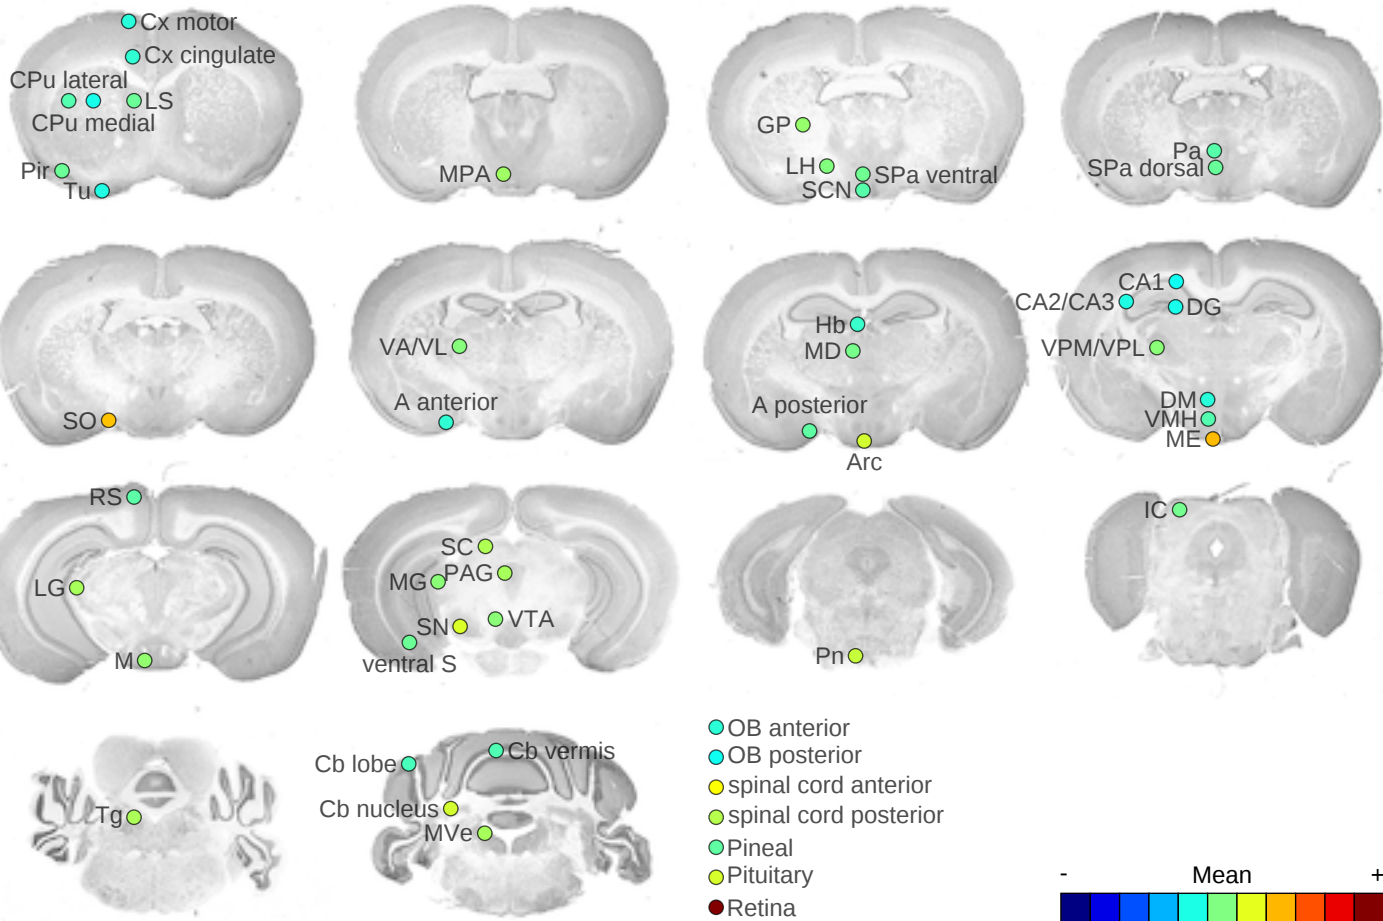 Cx motor
Cx cingulate
CPu lateral
LS
CPu medial
Pir
Tu
MPA
GP
LH
SPa ventral
SCN
Pa
SPa dorsal
SO
VA/VL
A anterior
Hb
MD
A posterior
Arc
CA1
CA2/CA3
DG
VPM/VPL
DM
VMH
ME
RS
LG
M
SC
PAG
MG
SN
VTA
ventral S
Pn
IC
Tg
Cb lobe
Cb vermis
Cb nucleus
MVe
OB anterior
OB posterior
spinal cord anterior
spinal cord posterior
Pineal
Pituitary
Retina
- Mean +